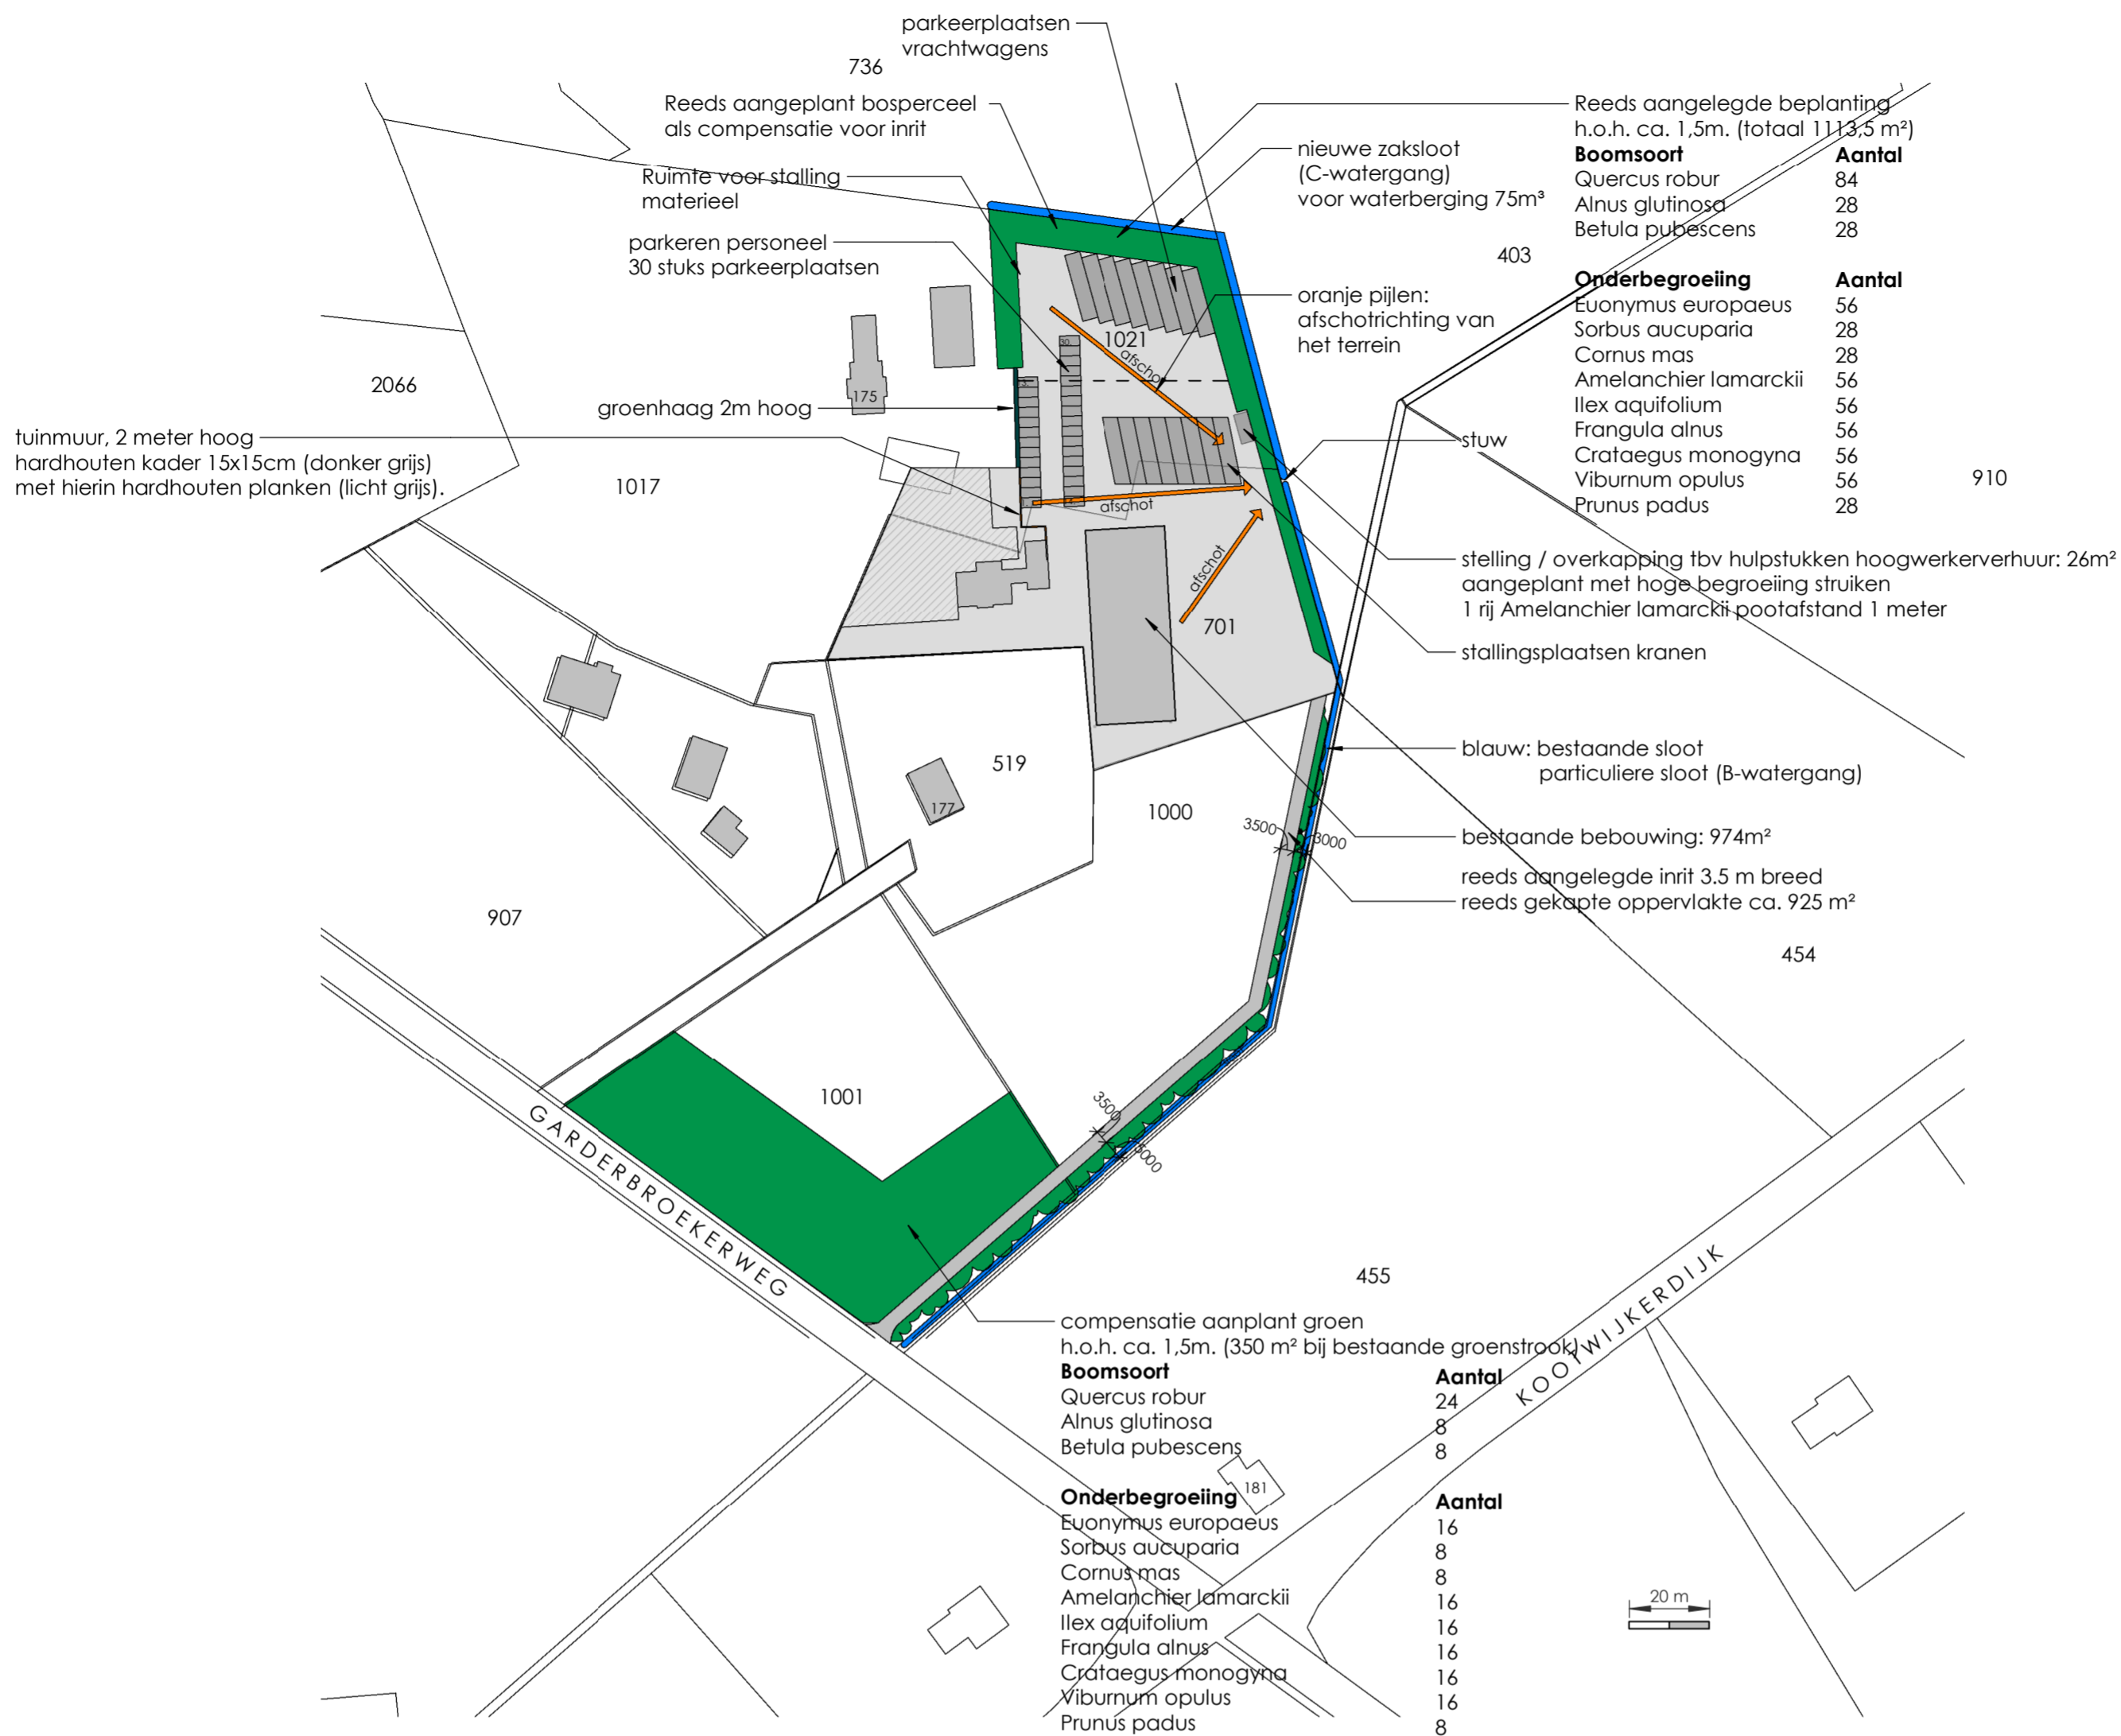 parkeerplaatsen
vrachtwagens
736
Reeds aangeplant bosperceel
als compensatie voor inrit
Reeds aangelegde beplanting
h.o.h. ca. 1,5m. (totaal 1113,5 m²)
Boomsoort Aantal
Quercus robur 84
Alnus glutinosa 28
Betula pubescens 28
nieuwe zaksloot
(C-watergang)
voor waterberging 75m³
Ruimte voor stalling
materieel
parkeren personeel
30 stuks parkeerplaatsen
403
Onderbegroeiing Aantal
Euonymus europaeus 56
Sorbus aucuparia 28
Cornus mas 28
Amelanchier lamarckii 56
Ilex aquifolium 56
Frangula alnus 56
Crataegus monogyna 56
Viburnum opulus 56
Prunus padus 28
oranje pijlen:
afschotrichting van
het terrein
1021
afschot
30
2066
175
groenhaag 2m hoog
tuinmuur, 2 meter hoog
hardhouten kader 15x15cm (donker grijs)
met hierin hardhouten planken (licht grijs).
stuw
1017
910
afschot
afschot
stelling / overkapping tbv hulpstukken hoogwerkerverhuur: 26m²
aangeplant met hoge begroeiing struiken
1 rij Amelanchier lamarckii pootafstand 1 meter
701
stallingsplaatsen kranen
blauw: bestaande sloot
particuliere sloot (B-watergang)
519
177
1000
3500
3000
bestaande bebouwing: 974m²
reeds aangelegde inrit 3.5 m breed
reeds gekapte oppervlakte ca. 925 m²
907
454
1001
3500
5000
GARDERBROEKERWEG
455
KOOTWIJKERDIJK
compensatie aanplant groen
h.o.h. ca. 1,5m. (350 m² bij bestaande groenstrook)
Boomsoort Aantal
Quercus robur 24
Alnus glutinosa 8
Betula pubescens 8
181
Onderbegroeiing Aantal
Euonymus europaeus 16
Sorbus aucuparia 8
Cornus mas 8
Amelanchier lamarckii 16
Ilex aquifolium 16
Frangula alnus 16
Crataegus monogyna 16
Viburnum opulus 16
Prunus padus 8
20 m